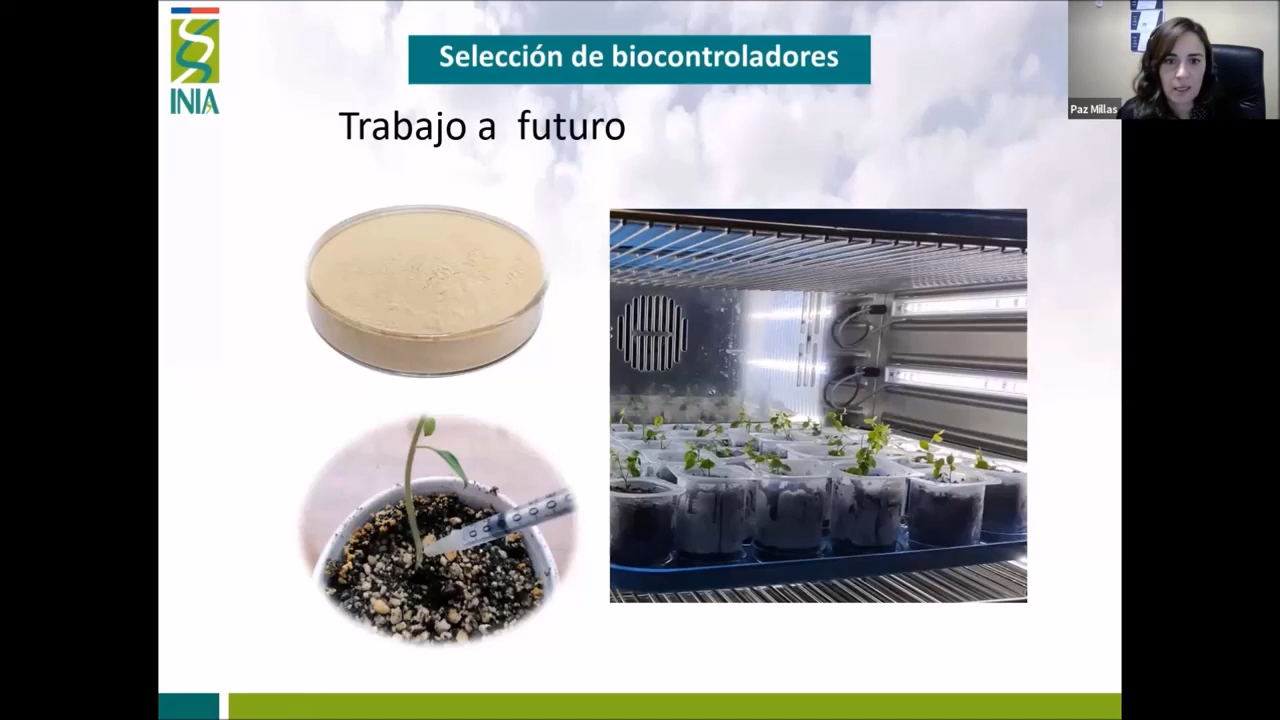 INIA
Selección de biocontroladores
Trabajo a futuro
Paz Millas